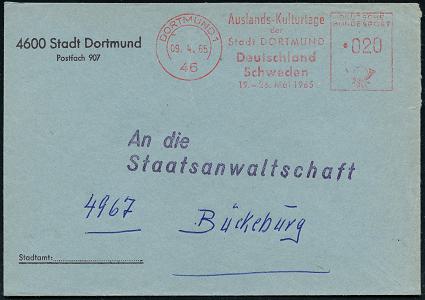 4600 Stadt Dortmund
Postfach 907
DORTMUND 1
09. 4. 65
46
Auslands-Kulturtage
der
Stadt DORTMUND
Deutschland
Schweden
19.-26. Mai 1965
DEUTSCHE
BUNDESPOST
020
An die
Staatsanwaltschaft
4967 Bückeburg
Stadtamt: